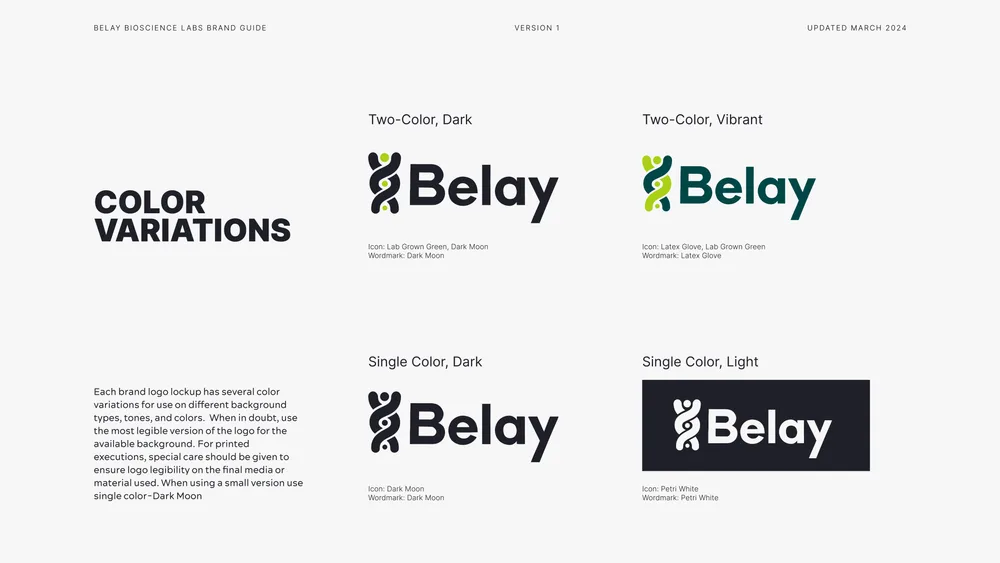 BELAY BIOSCIENCE LABS BRAND GUIDE
VERSION 1
UPDATED MARCH 2024
COLOR
VARIATIONS
Each brand logo lockup has several color
variations for use on different background
types, tones, and colors.  When in doubt, use
the most legible version of the logo for the
available background. For printed
executions, special care should be given to
ensure logo legibility on the final media or
material used. When using a small version use
single color–Dark Moon
Two-Color, Dark
Belay
Icon: Lab Grown Green, Dark Moon
Wordmark: Dark Moon
Two-Color, Vibrant
Belay
Icon: Latex Glove, Lab Grown Green
Wordmark: Latex Glove
Single Color, Dark
Belay
Icon: Dark Moon
Wordmark: Dark Moon
Single Color, Light
Belay
Icon: Petri White
Wordmark: Petri White